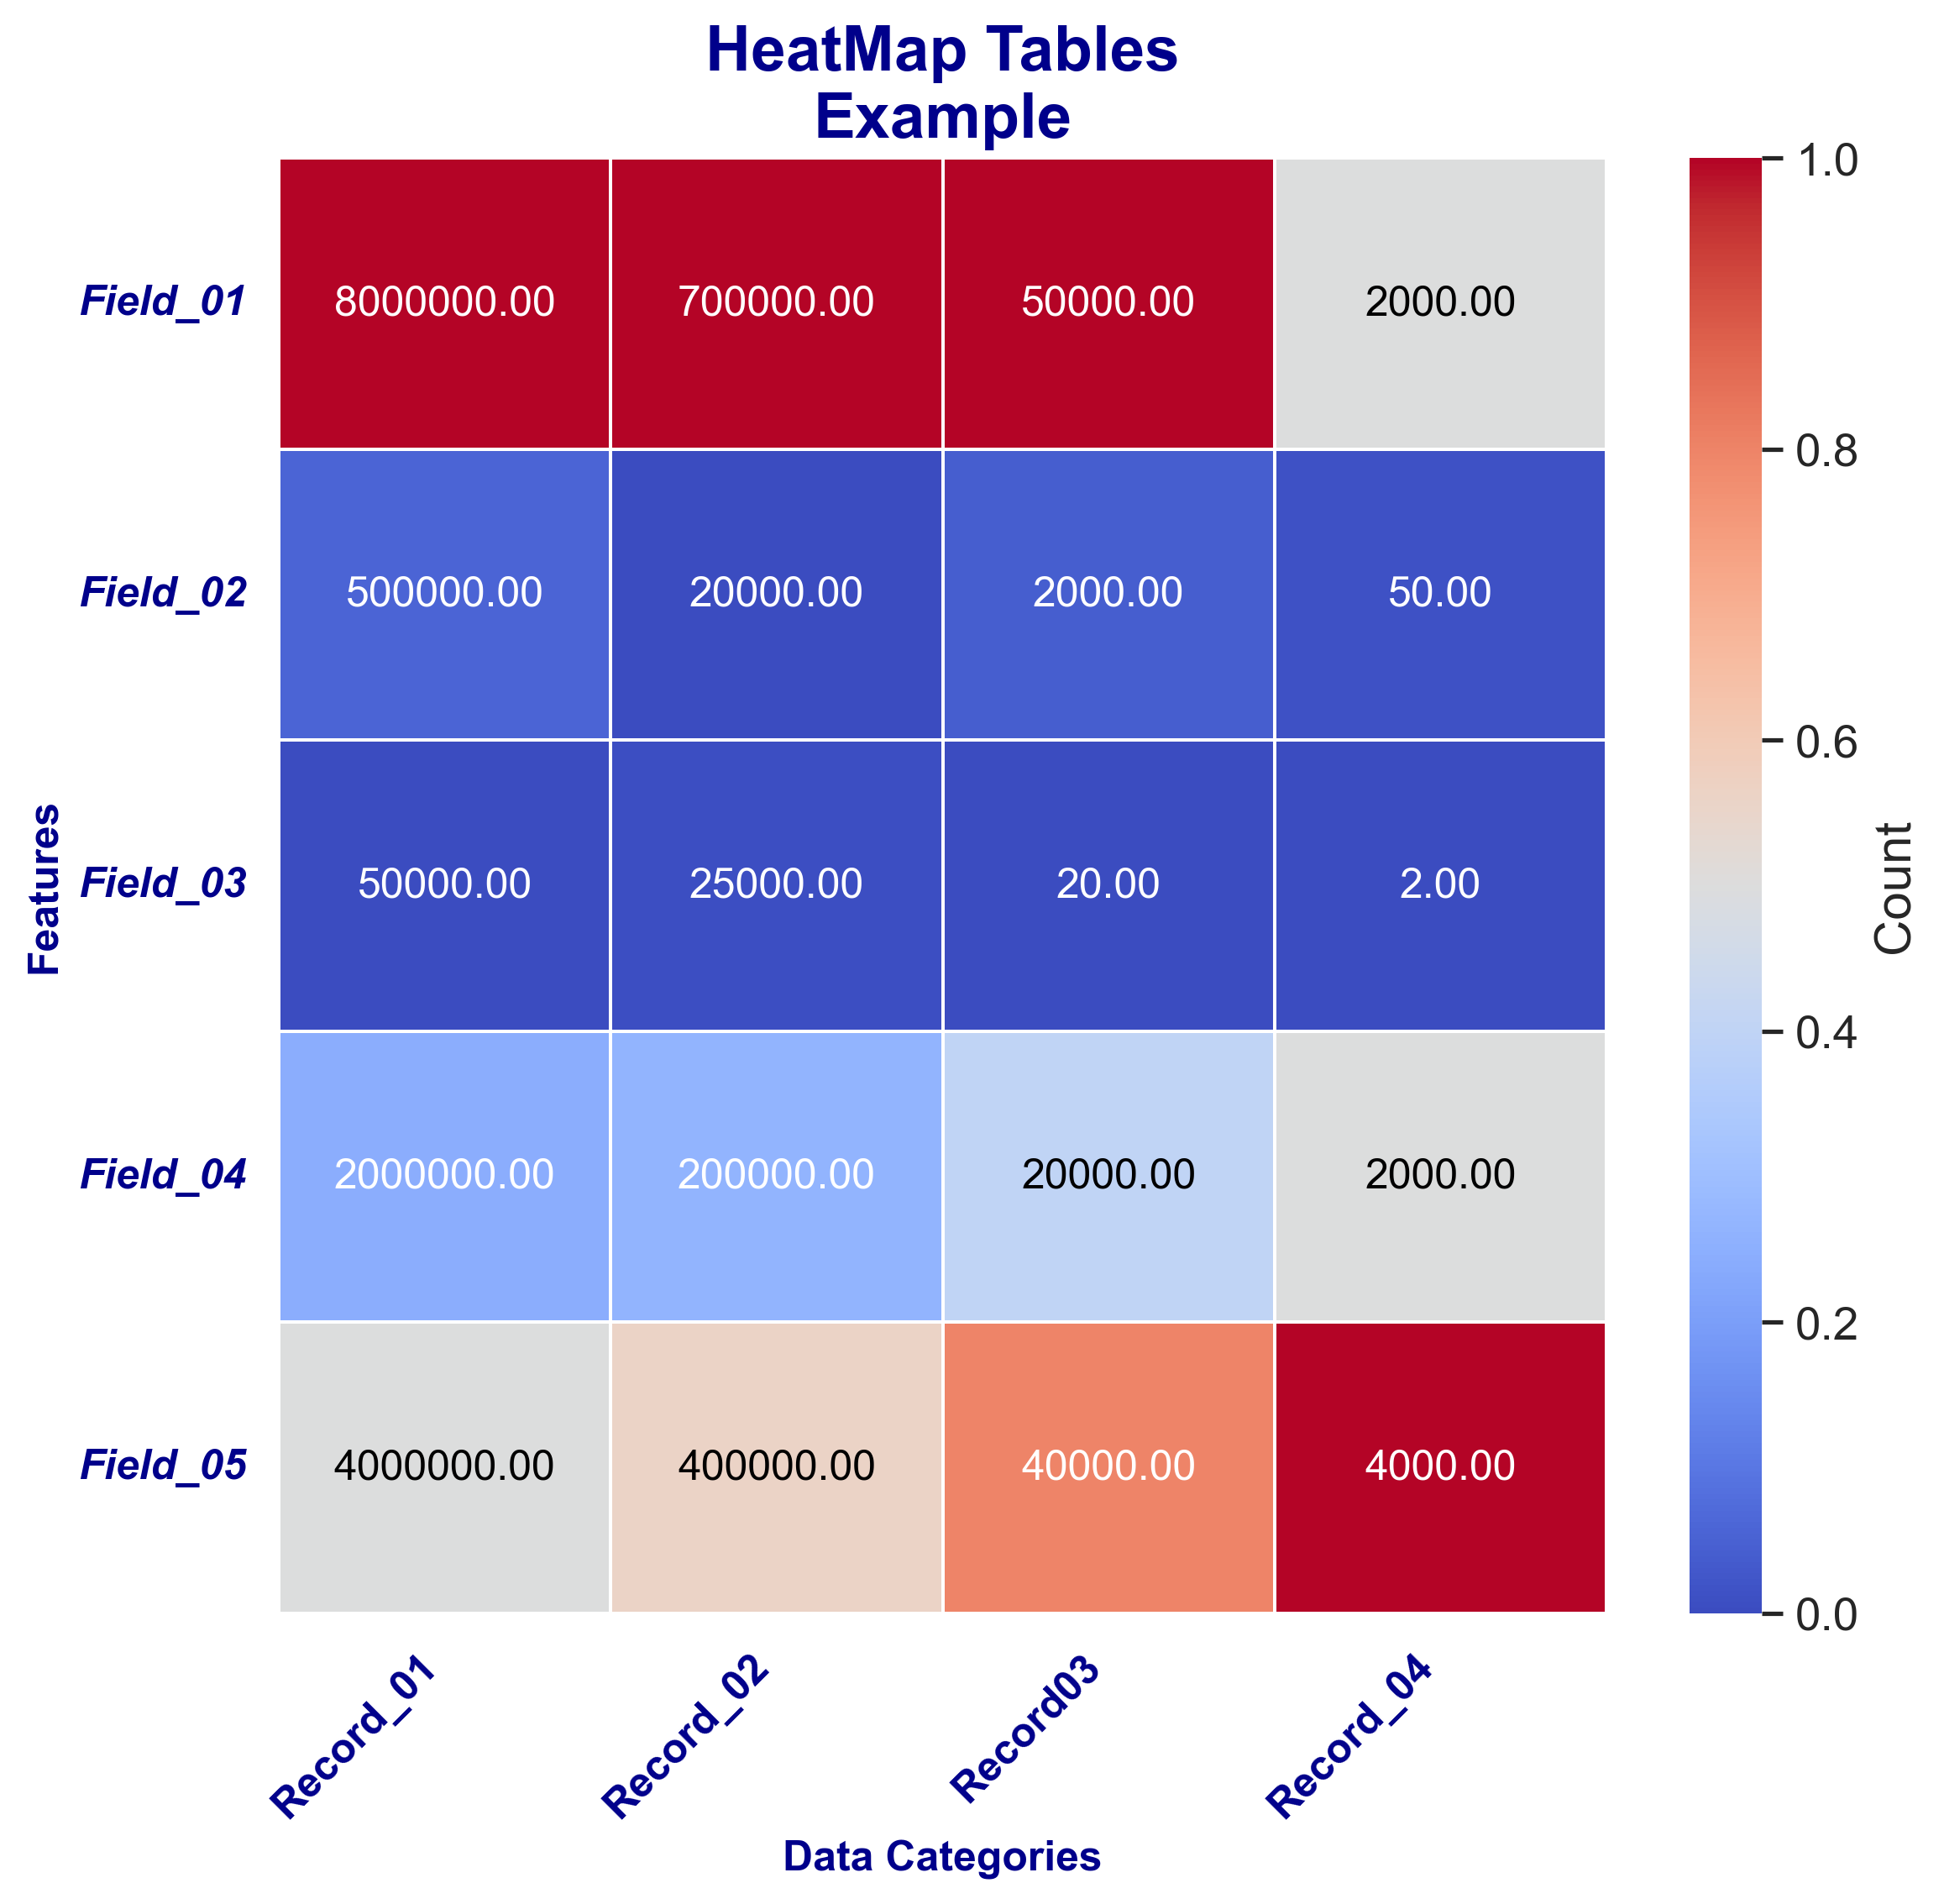 HeatMap Tables
Example
Field_01 8000000.00 700000.00 50000.00 2000.00
Field_02 500000.00 20000.00 2000.00 50.00
Field_03 50000.00 25000.00 20.00 2.00
Field_04 2000000.00 200000.00 20000.00 2000.00
Field_05 4000000.00 400000.00 40000.00 4000.00
Features
Record_01 Record_02 Record03 Record_04
Data Categories
1.0
0.8
0.6
0.4
0.2
0.0
Count